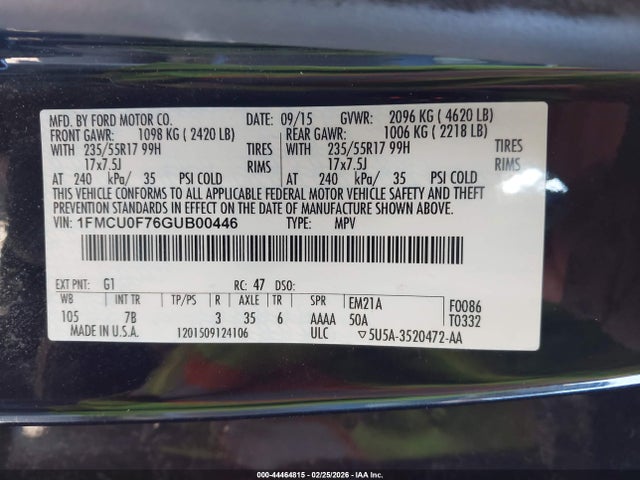 MFD. BY FORD MOTOR CO. DATE: 09/15 GVWR: 2096 KG ( 4620 LB)
FRONT GAWR: 1098 KG ( 2420 LB) REAR GAWR: 1006 KG ( 2218 LB)
WITH 235/55R17 99H TIRES WITH 235/55R17 99H TIRES
17x7.5J RIMS 17x7.5J RIMS
AT 240 kPa/ 35 PSI COLD AT 240 kPa/ 35 PSI COLD
THIS VEHICLE CONFORMS TO ALL APPLICABLE FEDERAL MOTOR VEHICLE SAFETY AND THEFT
PREVENTION STANDARDS IN EFFECT ON THE DATE OF MANUFACTURE SHOWN ABOVE.
VIN: 1FMCU0F76GUB00446 TYPE: MPV
EXT PNT: G1 RC: 47 DSO:
WB INT TR TP/PS R AXLE TR SPR EM21A F0086
105 7B 3 35 6 AAAA 50A T0332
MADE IN U.S.A. 1201509124106 ULC ▽5U5A-3520472-AA
000-44464815 - 02/25/2026 - IAA Inc.